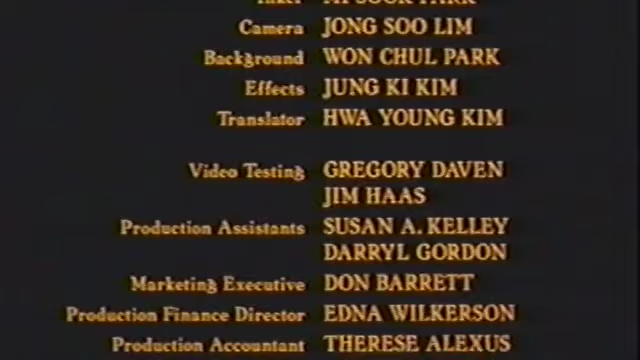 Camera JONG SOO LIM
Background WON CHUL PARK
Effects JUNG KI KIM
Translator HWA YOUNG KIM
Video Testing GREGORY DAVEN
JIM HAAS
Production Assistants SUSAN A. KELLEY
DARRYL GORDON
Marketing Executive DON BARRETT
Production Finance Director EDNA WILKERSON
Production Accountant THERESE ALEXUS